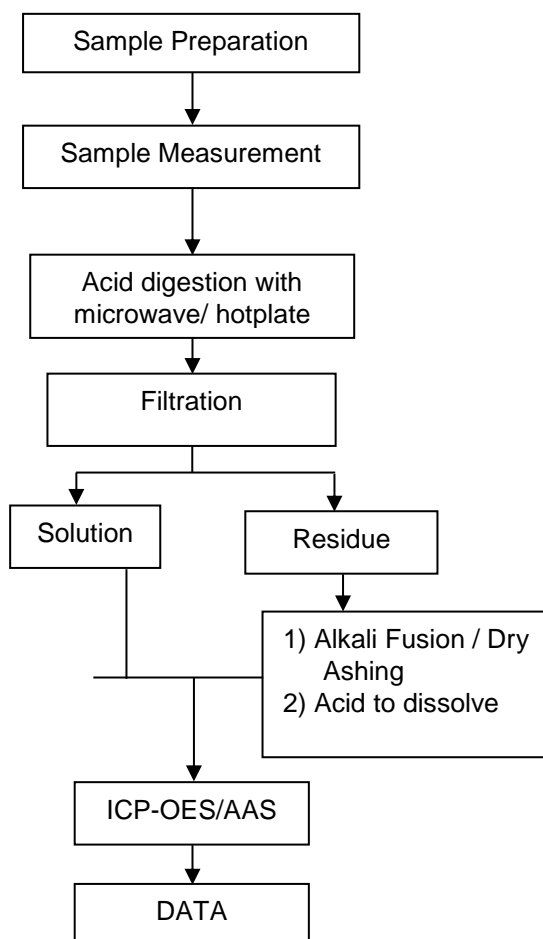 Sample Preparation
Sample Measurement
Acid digestion with
microwave/ hotplate
Filtration
Solution
Residue
1) Alkali Fusion / Dry
Ashing
2) Acid to dissolve
ICP-OES/AAS
DATA